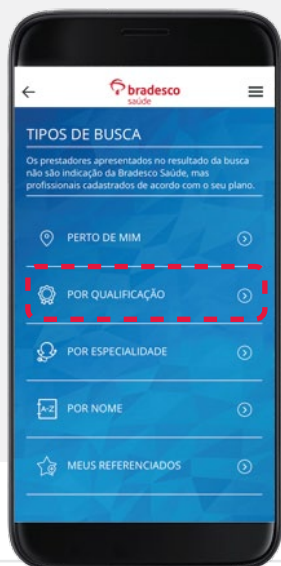 bradesco
saúde
TIPOS DE BUSCA
Os prestadores apresentados no resultado da busca
não são indicação da Bradesco Saúde, mas
profissionais cadastrados de acordo com o seu plano.
PERTO DE MIM
POR QUALIFICAÇÃO
POR ESPECIALIDADE
A-Z POR NOME
MEUS REFERENCIADOS